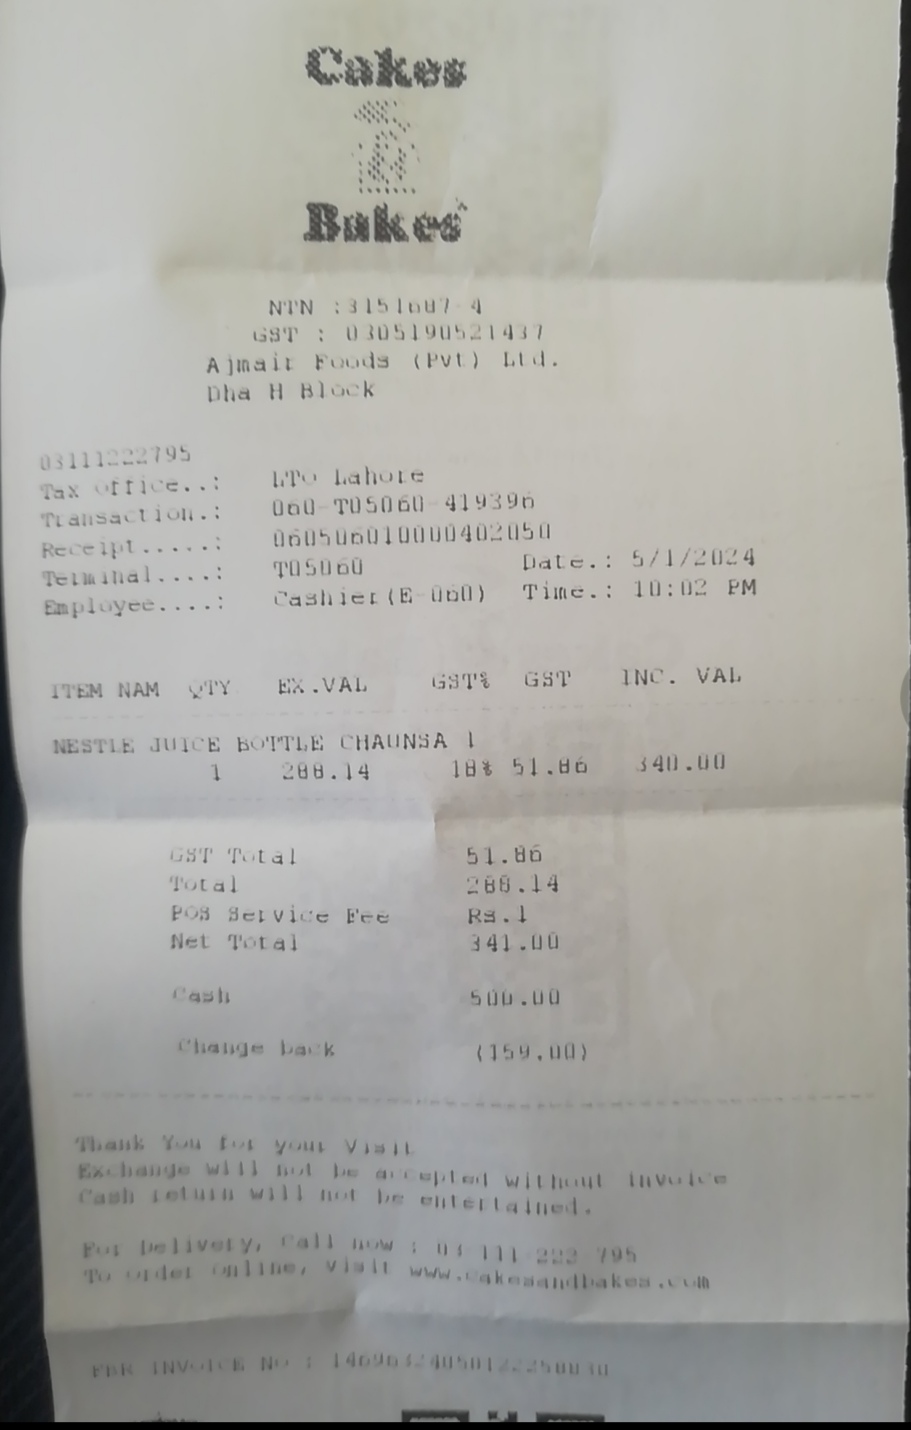 Cakes
&
Bakes
NTN :3151687-4
GST : 0305190521437
Ajmait Foods (Pvt) Ltd.
Dha H Block
03111222795
Tax office..: LTO Lahore
Transaction.: 060-T05060-419396
Receipt.....: 060506010000402050
Terminal....: T05060 Date.: 5/1/2024
Employee....: Cashier(E-060) Time.: 10:02 PM
ITEM NAM QTY EX.VAL GST% GST INC. VAL
NESTLE JUICE BOTTLE CHAUNSA 1
1 288.14 18% 51.86 340.00
GST Total 51.86
Total 288.14
POS Service Fee Rs.1
Net Total 341.00
Cash 500.00
Change back (159.00)
Thank You for your Visit
Exchange will not be accepted without invoice
Cash return will not be entertained.
For Delivery, Call now : 03 111 222 795
To order online, Visit www.cakesandbakes.com
FBR INVOICE NO :